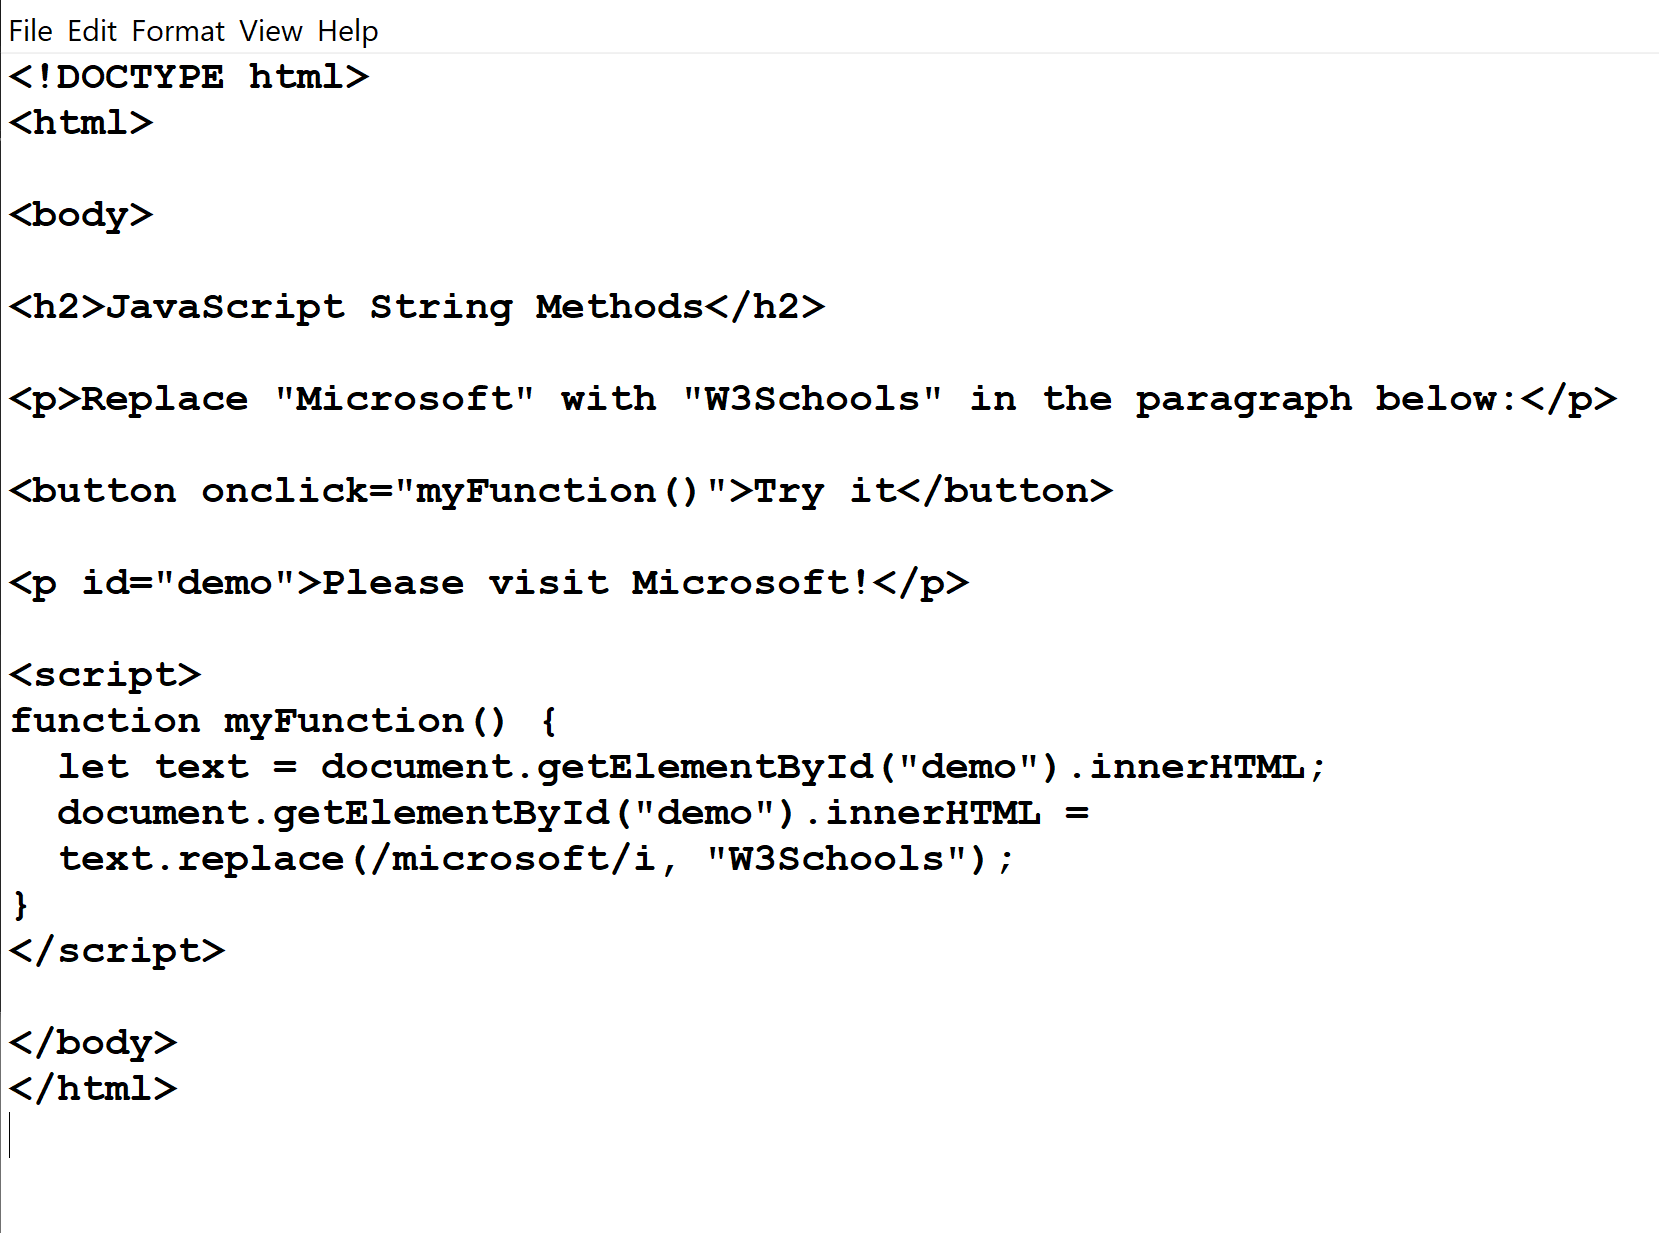 File Edit Format View Help
<!DOCTYPE html>
<html>
<body>
<h2>JavaScript String Methods</h2>
<p>Replace "Microsoft" with "W3Schools" in the paragraph below:</p>
<button onclick="myFunction()">Try it</button>
<p id="demo">Please visit Microsoft!</p>
<script>
function myFunction() {
  let text = document.getElementById("demo").innerHTML;
  document.getElementById("demo").innerHTML =
  text.replace(/microsoft/i, "W3Schools");
}
</script>
</body>
</html>